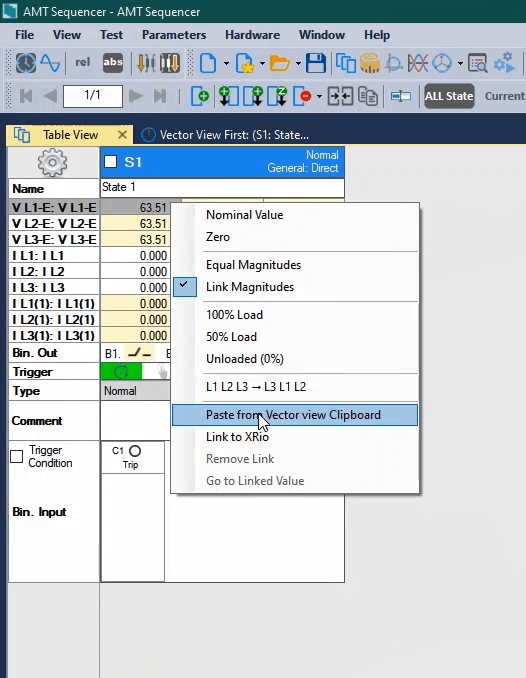 AMT Sequencer - AMT Sequencer
File View Test Parameters Hardware Window Help
rel abs
1/1 ALL State Current
Table View × Vector View First: (S1: State...
S1 Normal
General: Direct
Name State 1
V L1-E: V L1-E 63.51
V L2-E: V L2-E 63.51
V L3-E: V L3-E 63.51
I L1: I L1 0.000
I L2: I L2 0.000
I L3: I L3 0.000
I L1(1): I L1(1) 0.000
I L2(1): I L2(1) 0.000
I L3(1): I L3(1) 0.000
Bin. Out B1.
Trigger
Type Normal
Comment
Trigger
Condition
C1
Trip
Bin. Input
Nominal Value
Zero
Equal Magnitudes
Link Magnitudes
100% Load
50% Load
Unloaded (0%)
L1 L2 L3 → L3 L1 L2
Paste from Vector view Clipboard
Link to XRio
Remove Link
Go to Linked Value